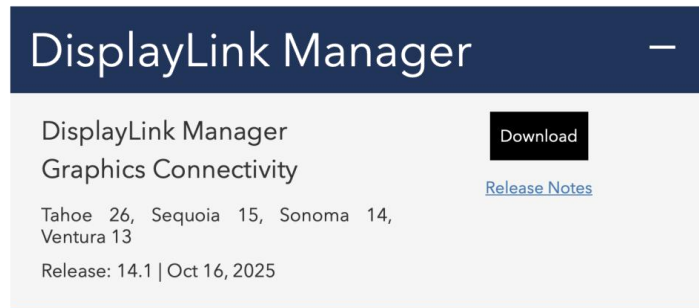 DisplayLink Manager
DisplayLink Manager
Graphics Connectivity
Download
Release Notes
Tahoe 26, Sequoia 15, Sonoma 14,
Ventura 13
Release: 14.1 | Oct 16, 2025